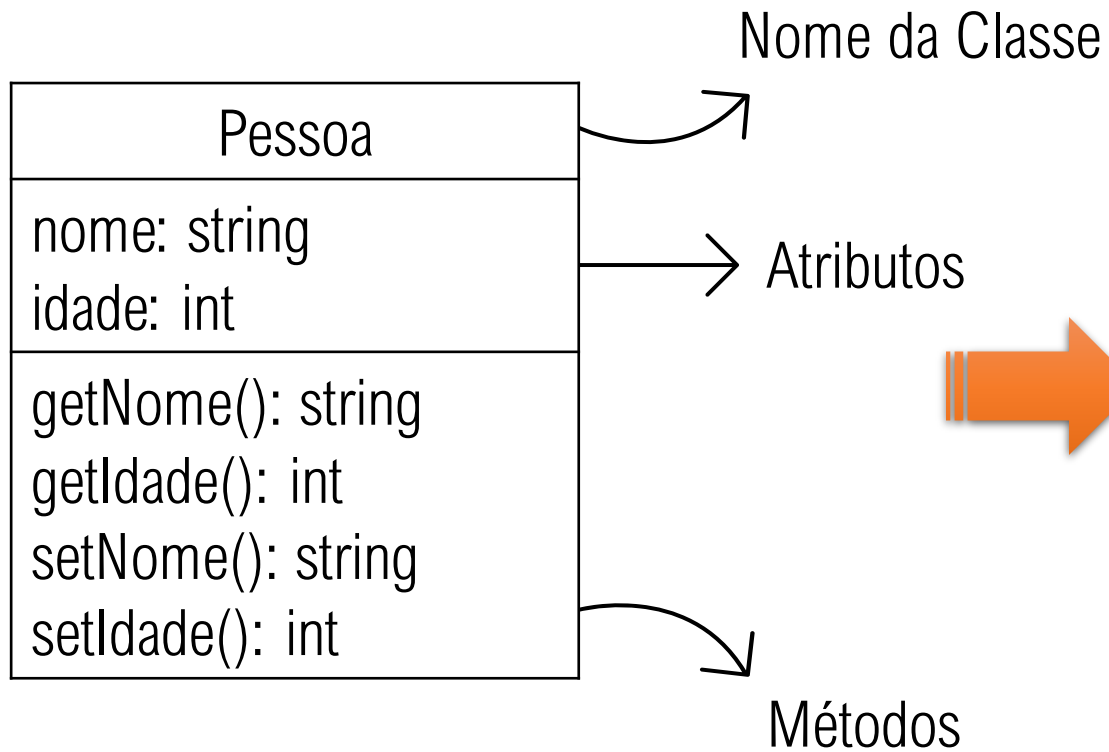 Nome da Classe
Pessoa
nome: string
idade: int
Atributos
getNome(): string
getIdade(): int
setNome(): string
setIdade(): int
Métodos